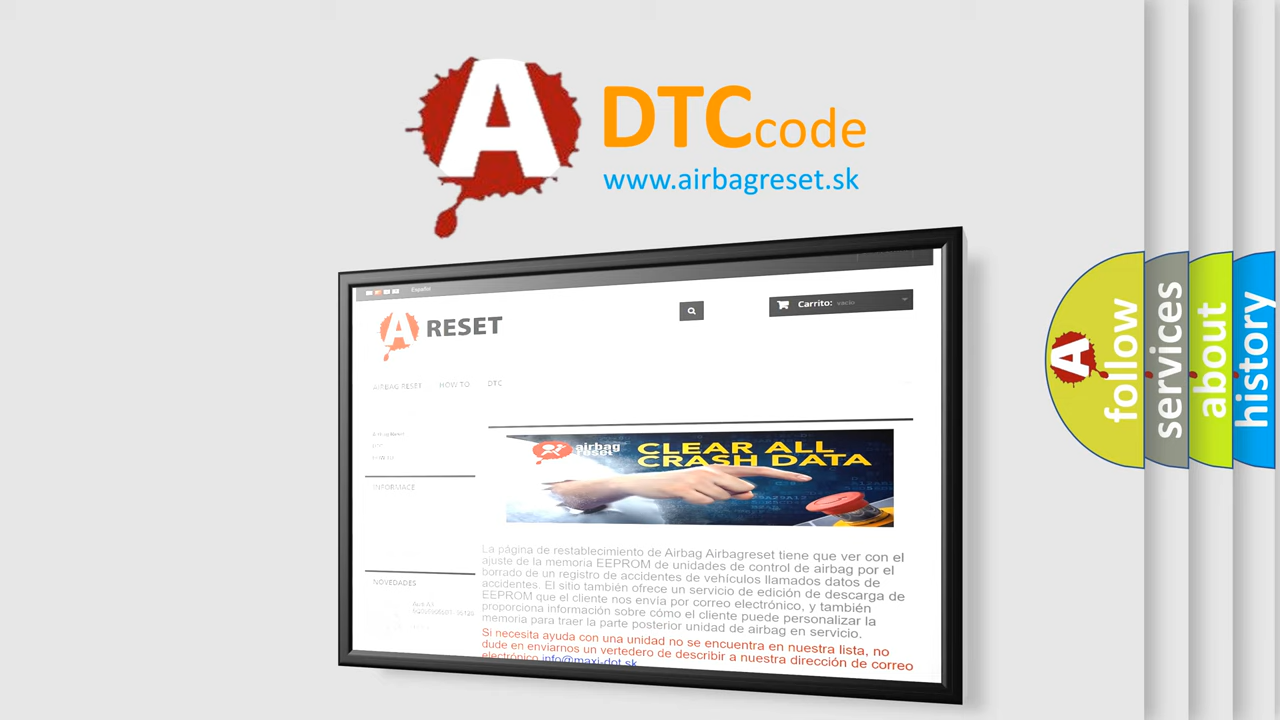 A
DTCcode
www.airbagreset.sk
Español
A RESET
Carrito: vacío
AIRBAG RESET HOW TO DTC
INFORMACE
NOVEDADES
airbag
reset
CLEAR ALL
CRASH DATA
La página de restablecimiento de Airbag Airbagreset tiene que ver con el
ajuste de la memoria EEPROM de unidades de control de airbag por el
borrado de un registro de accidentes de vehículos llamados datos de
accidentes. El sitio también ofrece un servicio de edición de descarga de
EEPROM que el cliente nos envía por correo electrónico, y también
proporciona información sobre cómo el cliente puede personalizar la
memoria para traer la parte posterior unidad de airbag en servicio.
Si necesita ayuda con una unidad no se encuentra en nuestra lista, no
dude en enviarnos un vertedero de describir a nuestra dirección de correo
electrónico info@maxi-dot.sk
A
follow
services
about
history